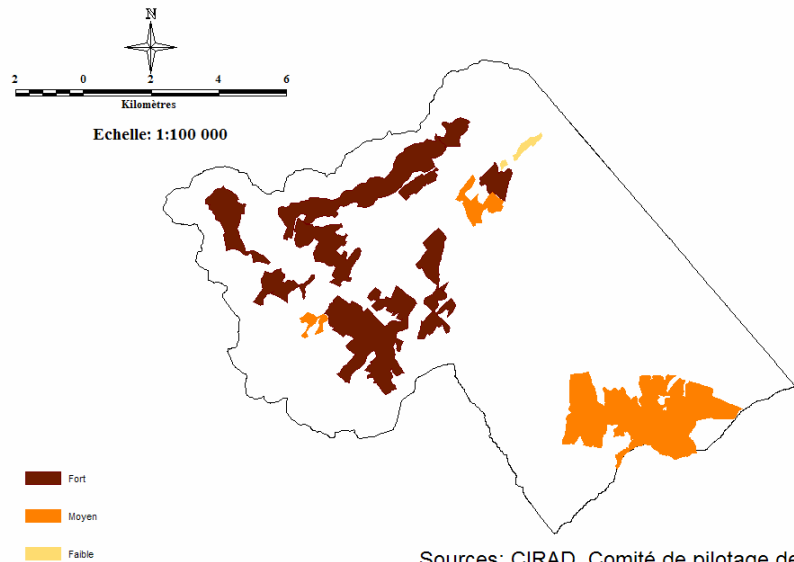 N
2 0 2 4 6
Kilomètres
Echelle: 1:100 000
Fort
Moyen
Faible
Sources: CIRAD, Comité de pilotage de